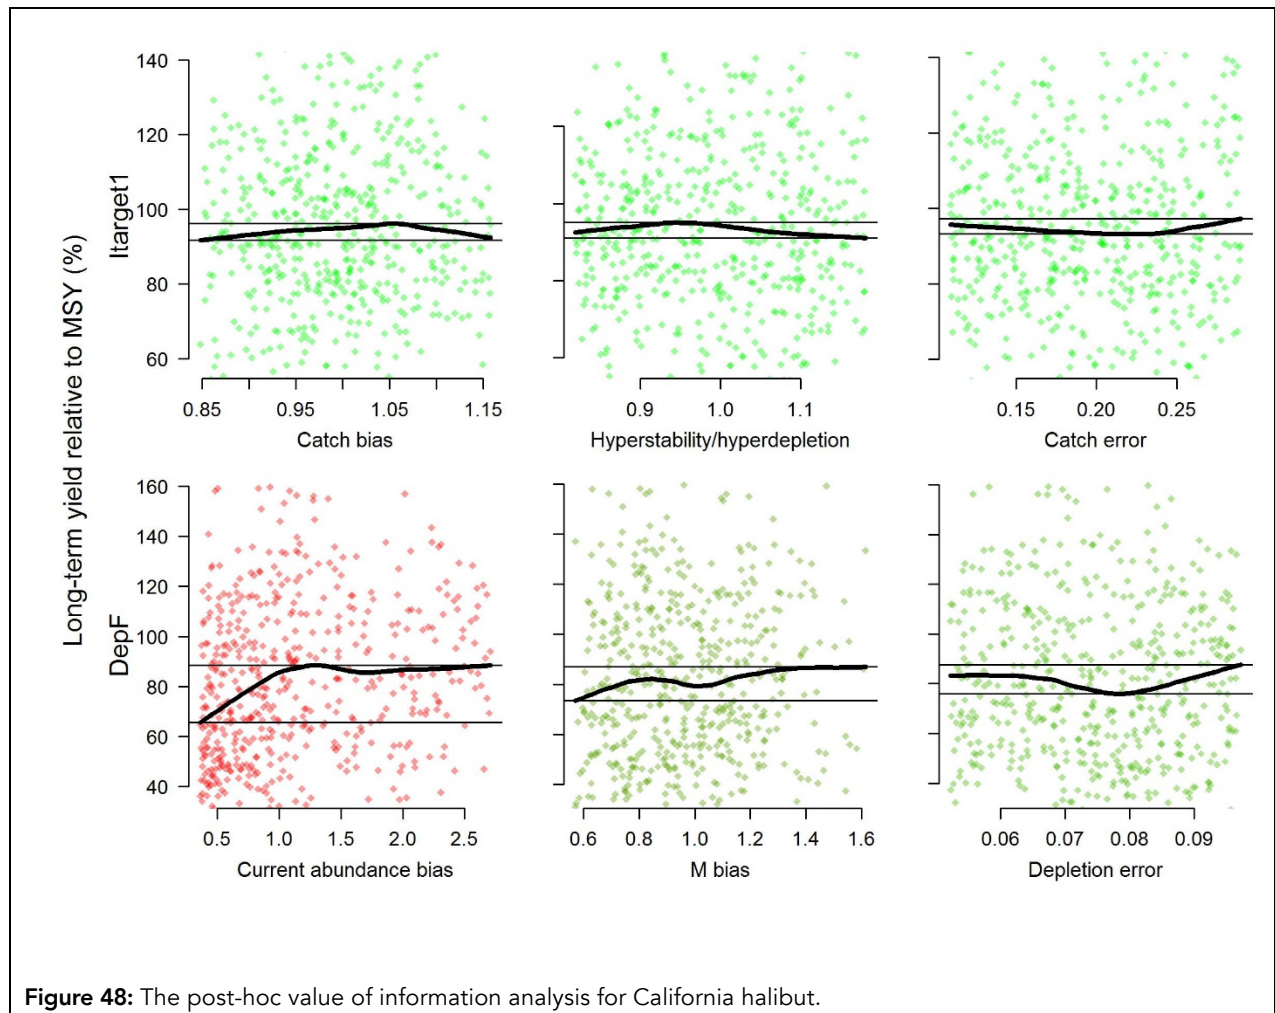 Long-term yield relative to MSY (%)
Itarget1
140
120
100
80
60
0.85 0.95 1.05 1.15
Catch bias
0.9 1.0 1.1
Hyperstability/hyperdepletion
0.15 0.20 0.25
Catch error
DepF
160
140
120
100
80
60
40
0.5 1.0 1.5 2.0 2.5
Current abundance bias
0.6 0.8 1.0 1.2 1.4 1.6
M bias
0.06 0.07 0.08 0.09
Depletion error
Figure 48: The post-hoc value of information analysis for California halibut.